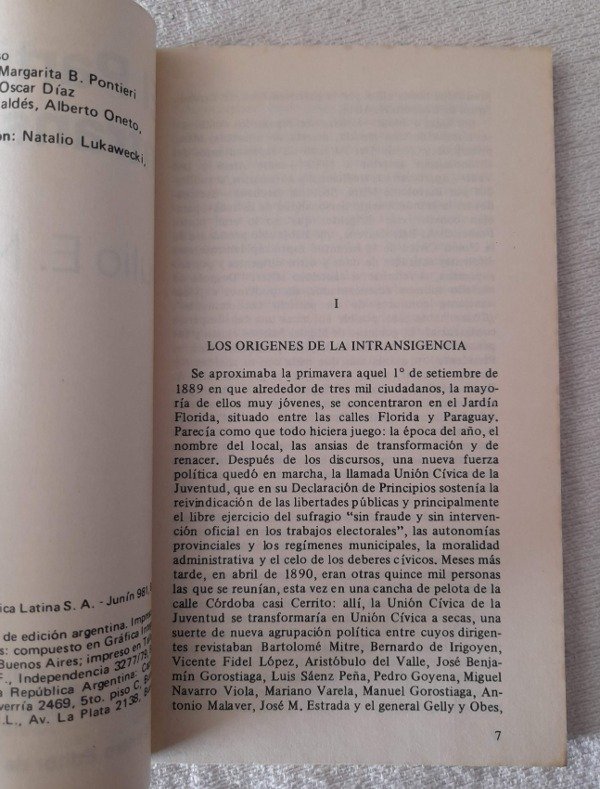 so
Margarita B. Pontieri
Oscar Díaz
aldés, Alberto Oneto,
on: Natalio Lukawecki,
ica Latina S. A. - Junín 981,
de edición argentina. Impreso
s: compuesto en Gráfica
Buenos Aires; impreso en
F., Independencia 3277/79,
a República Argentina:
verría 2469, 5to. piso C,
.L., Av. La Plata 2138,
I
LOS ORIGENES DE LA INTRANSIGENCIA
Se aproximaba la primavera aquel 1° de setiembre de
1889 en que alrededor de tres mil ciudadanos, la mayo-
ría de ellos muy jóvenes, se concentraron en el Jardín
Florida, situado entre las calles Florida y Paraguay.
Parecía como que todo hiciera juego: la época del año, el
nombre del local, las ansias de transformación y de
renacer. Después de los discursos, una nueva fuerza
política quedó en marcha, la llamada Unión Cívica de la
Juventud, que en su Declaración de Principios sostenía la
reivindicación de las libertades públicas y principalmente
el libre ejercicio del sufragio "sin fraude y sin interven-
ción oficial en los trabajos electorales", las autonomías
provinciales y los regímenes municipales, la moralidad
administrativa y el celo de los deberes cívicos. Meses más
tarde, en abril de 1890, eran otras quince mil personas
las que se reunían, esta vez en una cancha de pelota de la
calle Córdoba casi Cerrito: allí, la Unión Cívica de la
Juventud se transformaría en Unión Cívica a secas, una
suerte de nueva agrupación política entre cuyos dirigen-
tes revistaban Bartolomé Mitre, Bernardo de Irigoyen,
Vicente Fidel López, Aristóbulo del Valle, José Benja-
mín Gorostiaga, Luis Sáenz Peña, Pedro Goyena, Miguel
Navarro Viola, Mariano Varela, Manuel Gorostiaga, An-
tonio Malaver, José M. Estrada y el general Gelly y Obes,
7